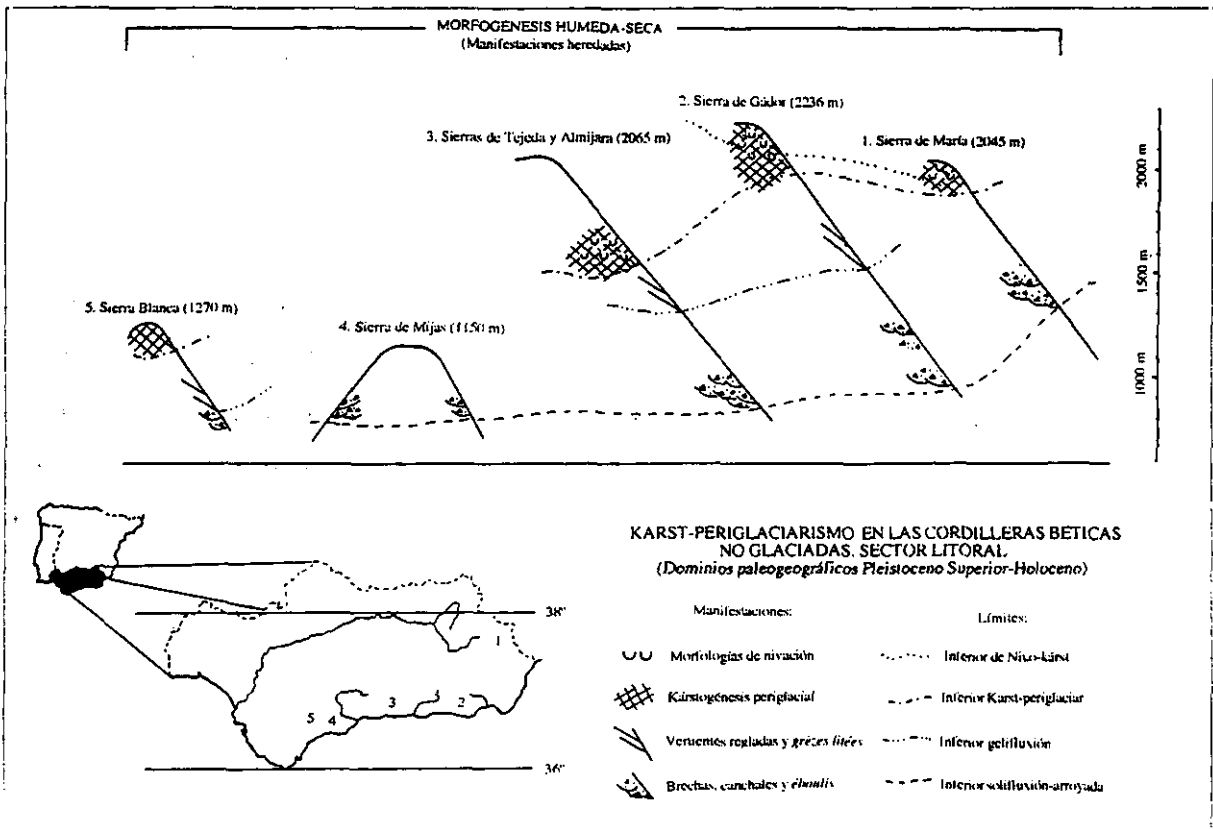 MORFOGENESIS HUMEDA-SECA
(Manifestaciones heredadas)
2. Sierra de Gádor (2236 m)
3. Sierras de Tejeda y Almijara (2065 m)
1. Sierra de María (2045 m)
2000 m
1500 m
1000 m
5. Sierra Blanca (1270 m)
4. Sierra de Mijas (1150 m)
KARST-PERIGLACIARISMO EN LAS CORDILLERAS BETICAS
NO GLACIADAS. SECTOR LITORAL
(Dominios paleogeográficos Pleistoceno Superior-Holoceno)
Manifestaciones:
Límites:
Morfologías de nivación
Inferior de Nivo-kárst
Kárstogénesis periglacial
Inferior Karst-periglaciar
Vertientes regladas y grèzes litées
Inferior gelifluxión
Brechas, canchales y éboulis
Inferior solifluxión-arroyada
38°
36°
1
2
3
4
5